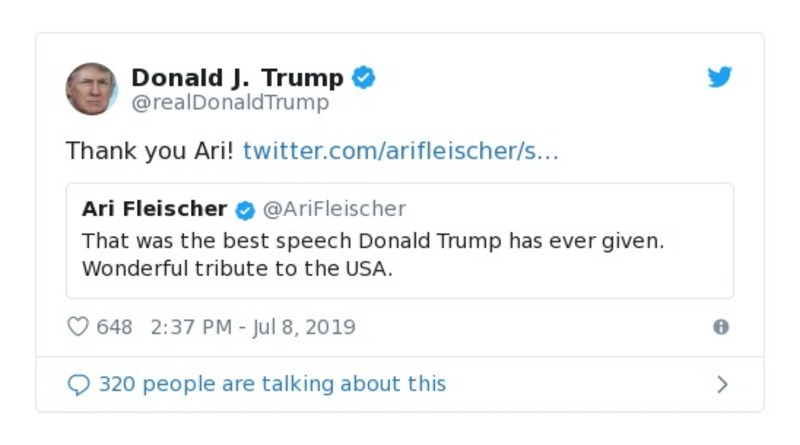 Donald J. Trump
@realDonaldTrump
Thank you Ari! twitter.com/arifleischer/s...
Ari Fleischer @AriFleischer
That was the best speech Donald Trump has ever given.
Wonderful tribute to the USA.
648 2:37 PM - Jul 8, 2019
320 people are talking about this